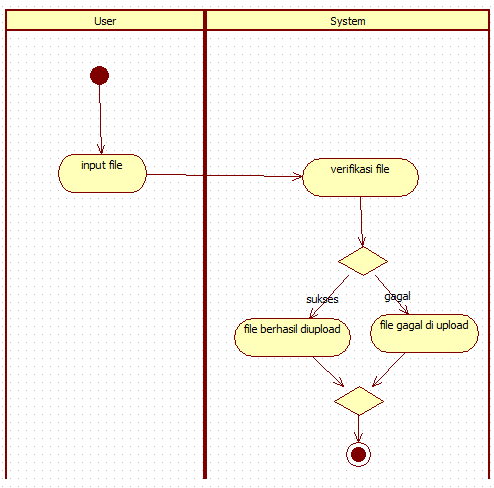 User
System
input file
verifikasi file
sukses
gagal
file berhasil diupload
file gagal di upload